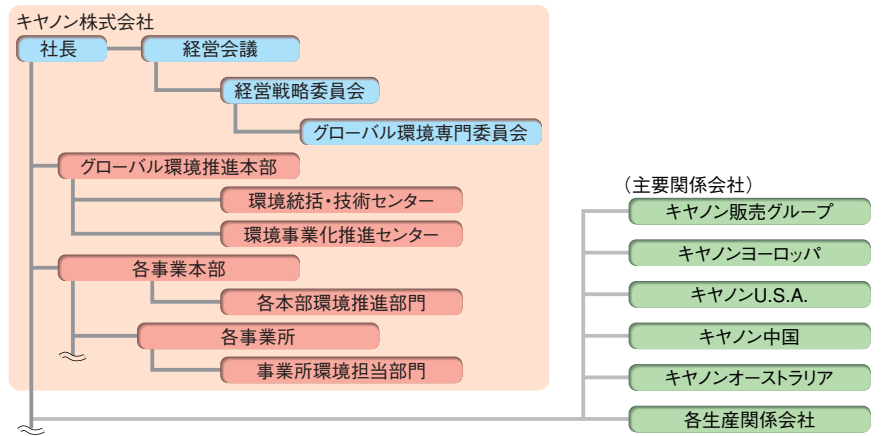 キヤノン株式会社
社長
経営会議
経営戦略委員会
グローバル環境専門委員会
グローバル環境推進本部
環境統括・技術センター
環境事業化推進センター
各事業本部
各本部環境推進部門
各事業所
事業所環境担当部門
（主要関係会社）
キヤノン販売グループ
キヤノンヨーロッパ
キヤノンU.S.A.
キヤノン中国
キヤノンオーストラリア
各生産関係会社